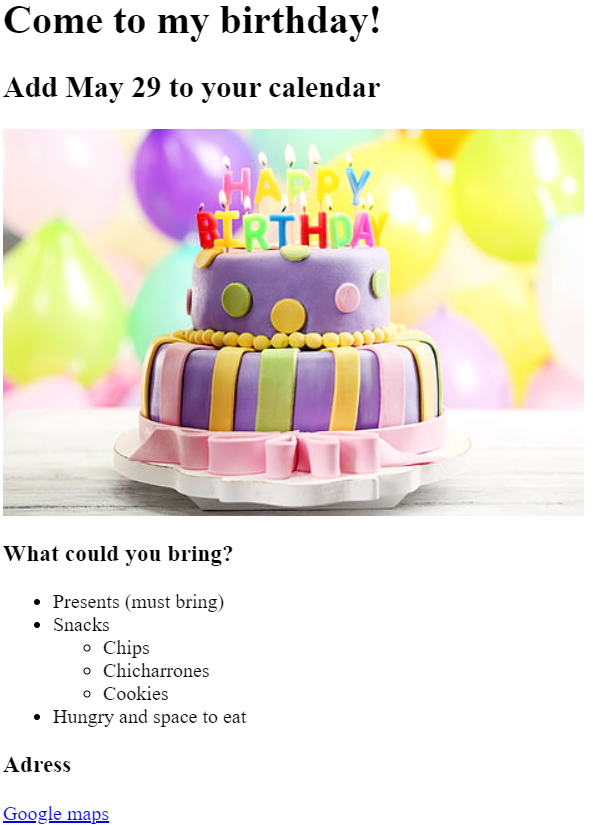 Come to my birthday!
Add May 29 to your calendar
HAPPY
BIRTHDAY
What could you bring?
Presents (must bring)
Snacks
Chips
Chicharrones
Cookies
Hungry and space to eat
Adress
Google maps